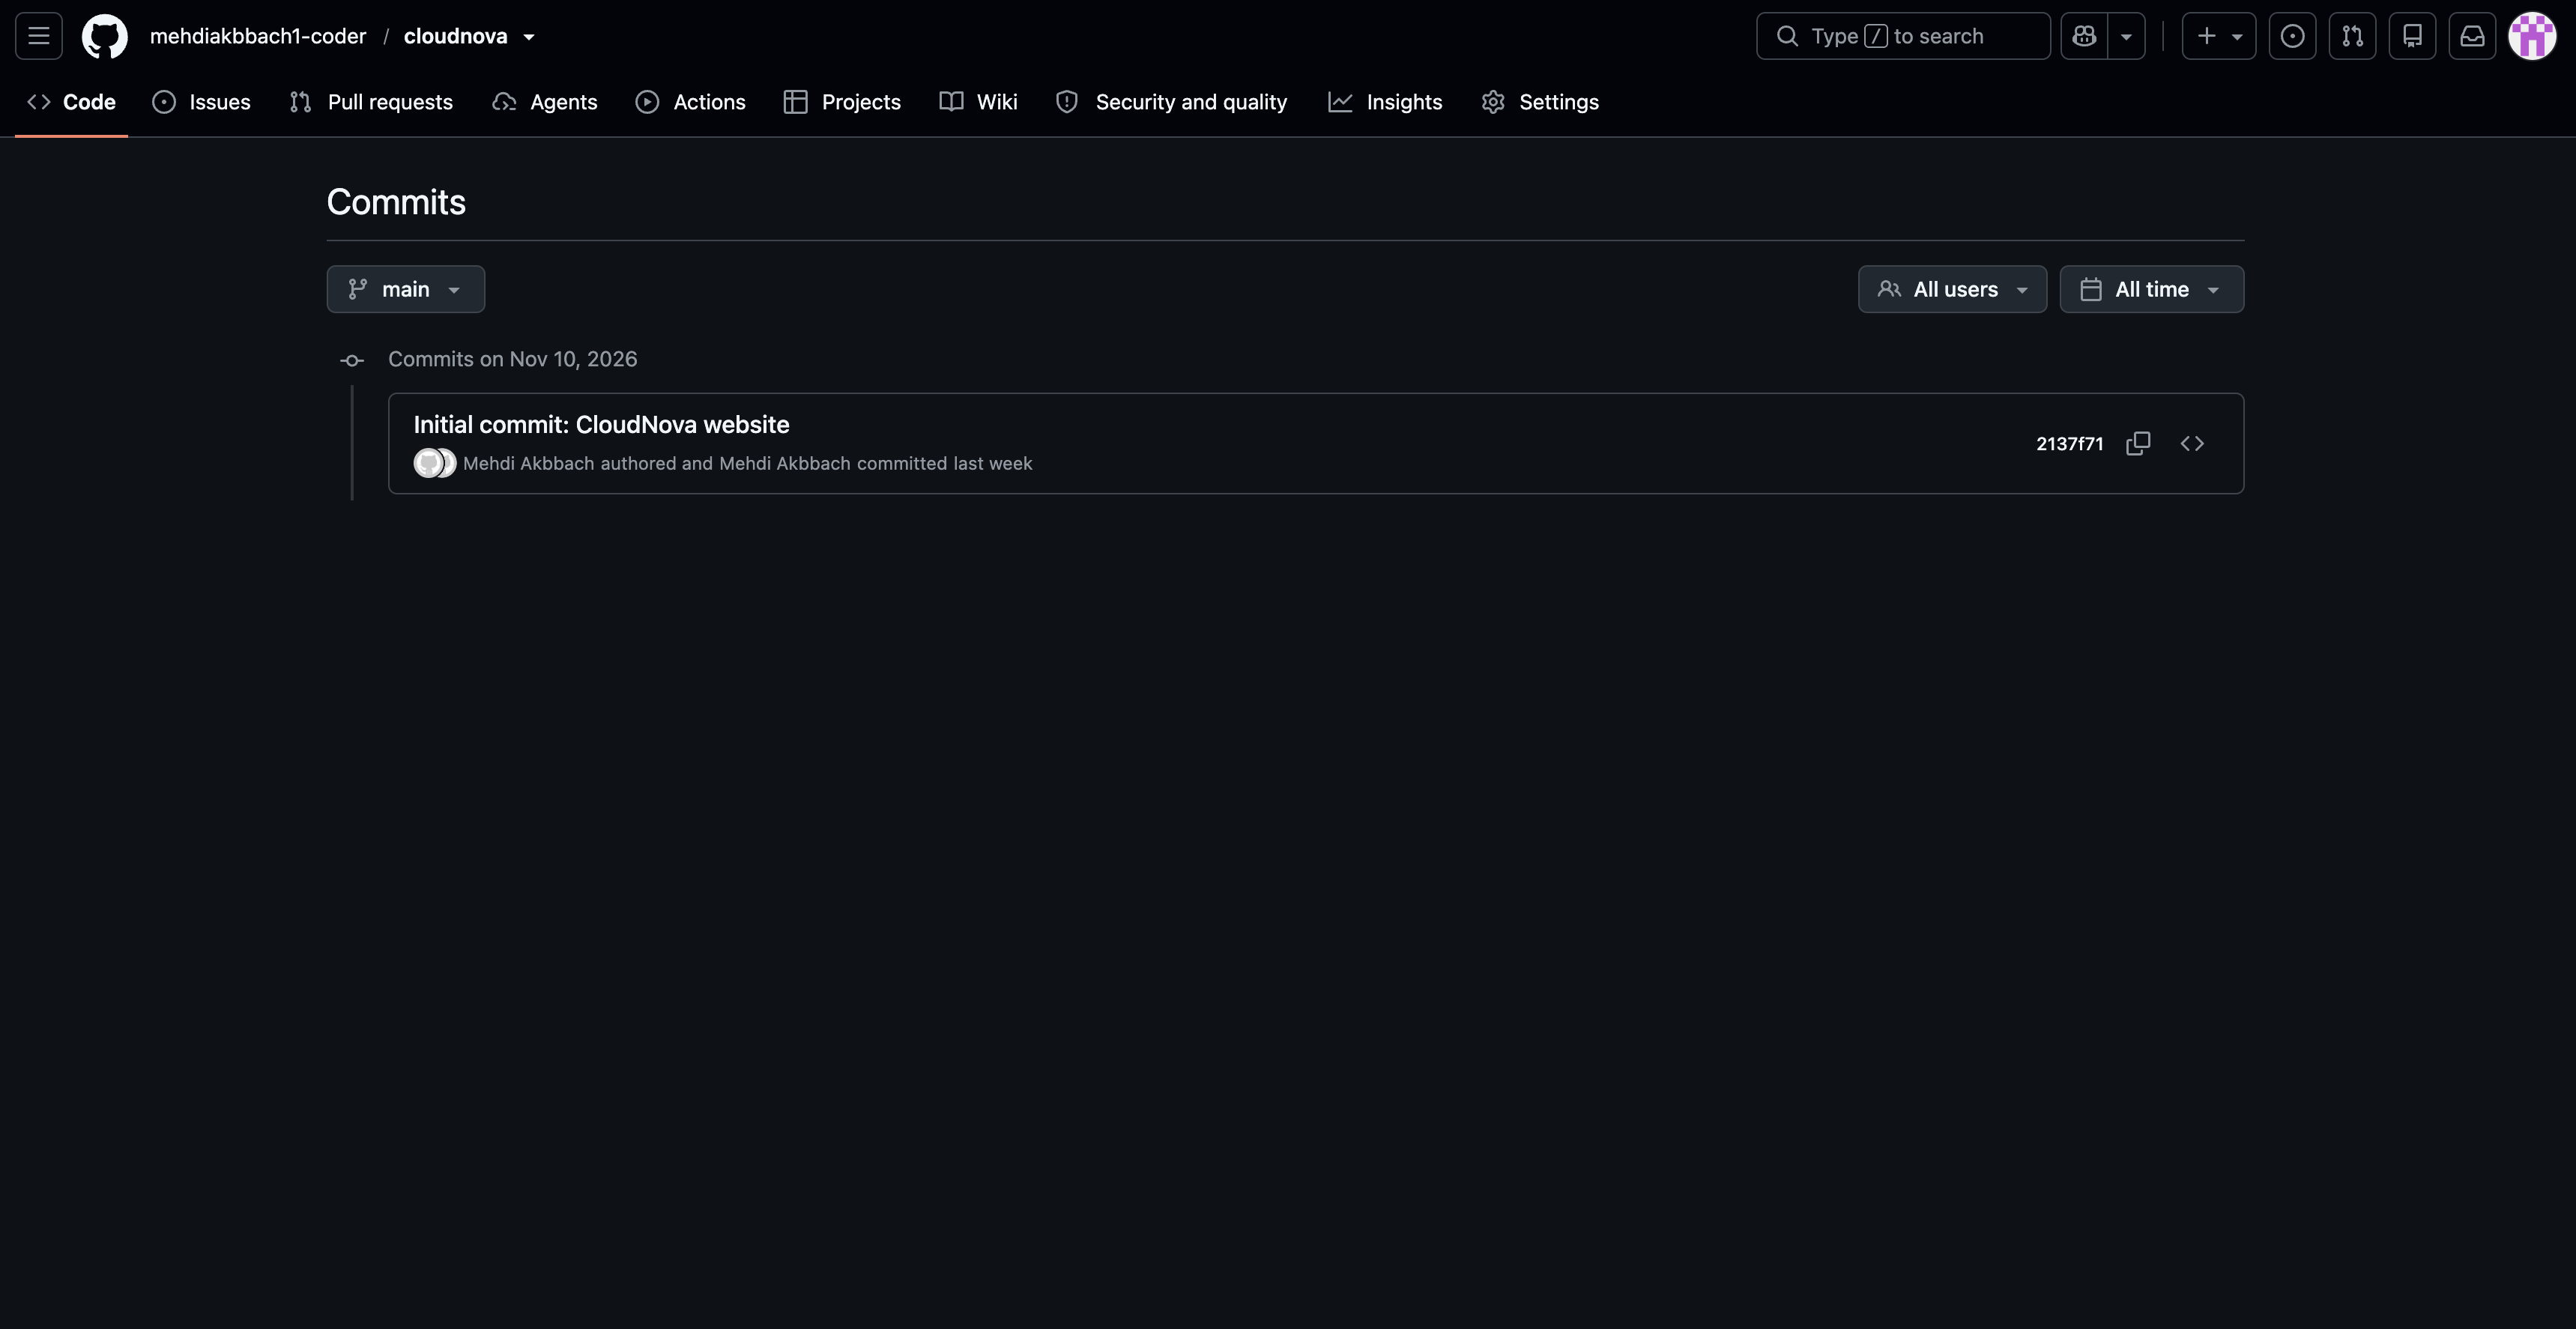 mehdiakbbach1-coder / cloudnova
Type / to search
Code Issues Pull requests Agents Actions Projects Wiki Security and quality Insights Settings
Commits
main All users All time
Commits on Nov 10, 2026
Initial commit: CloudNova website
2137f71
Mehdi Akbbach authored and Mehdi Akbbach committed last week